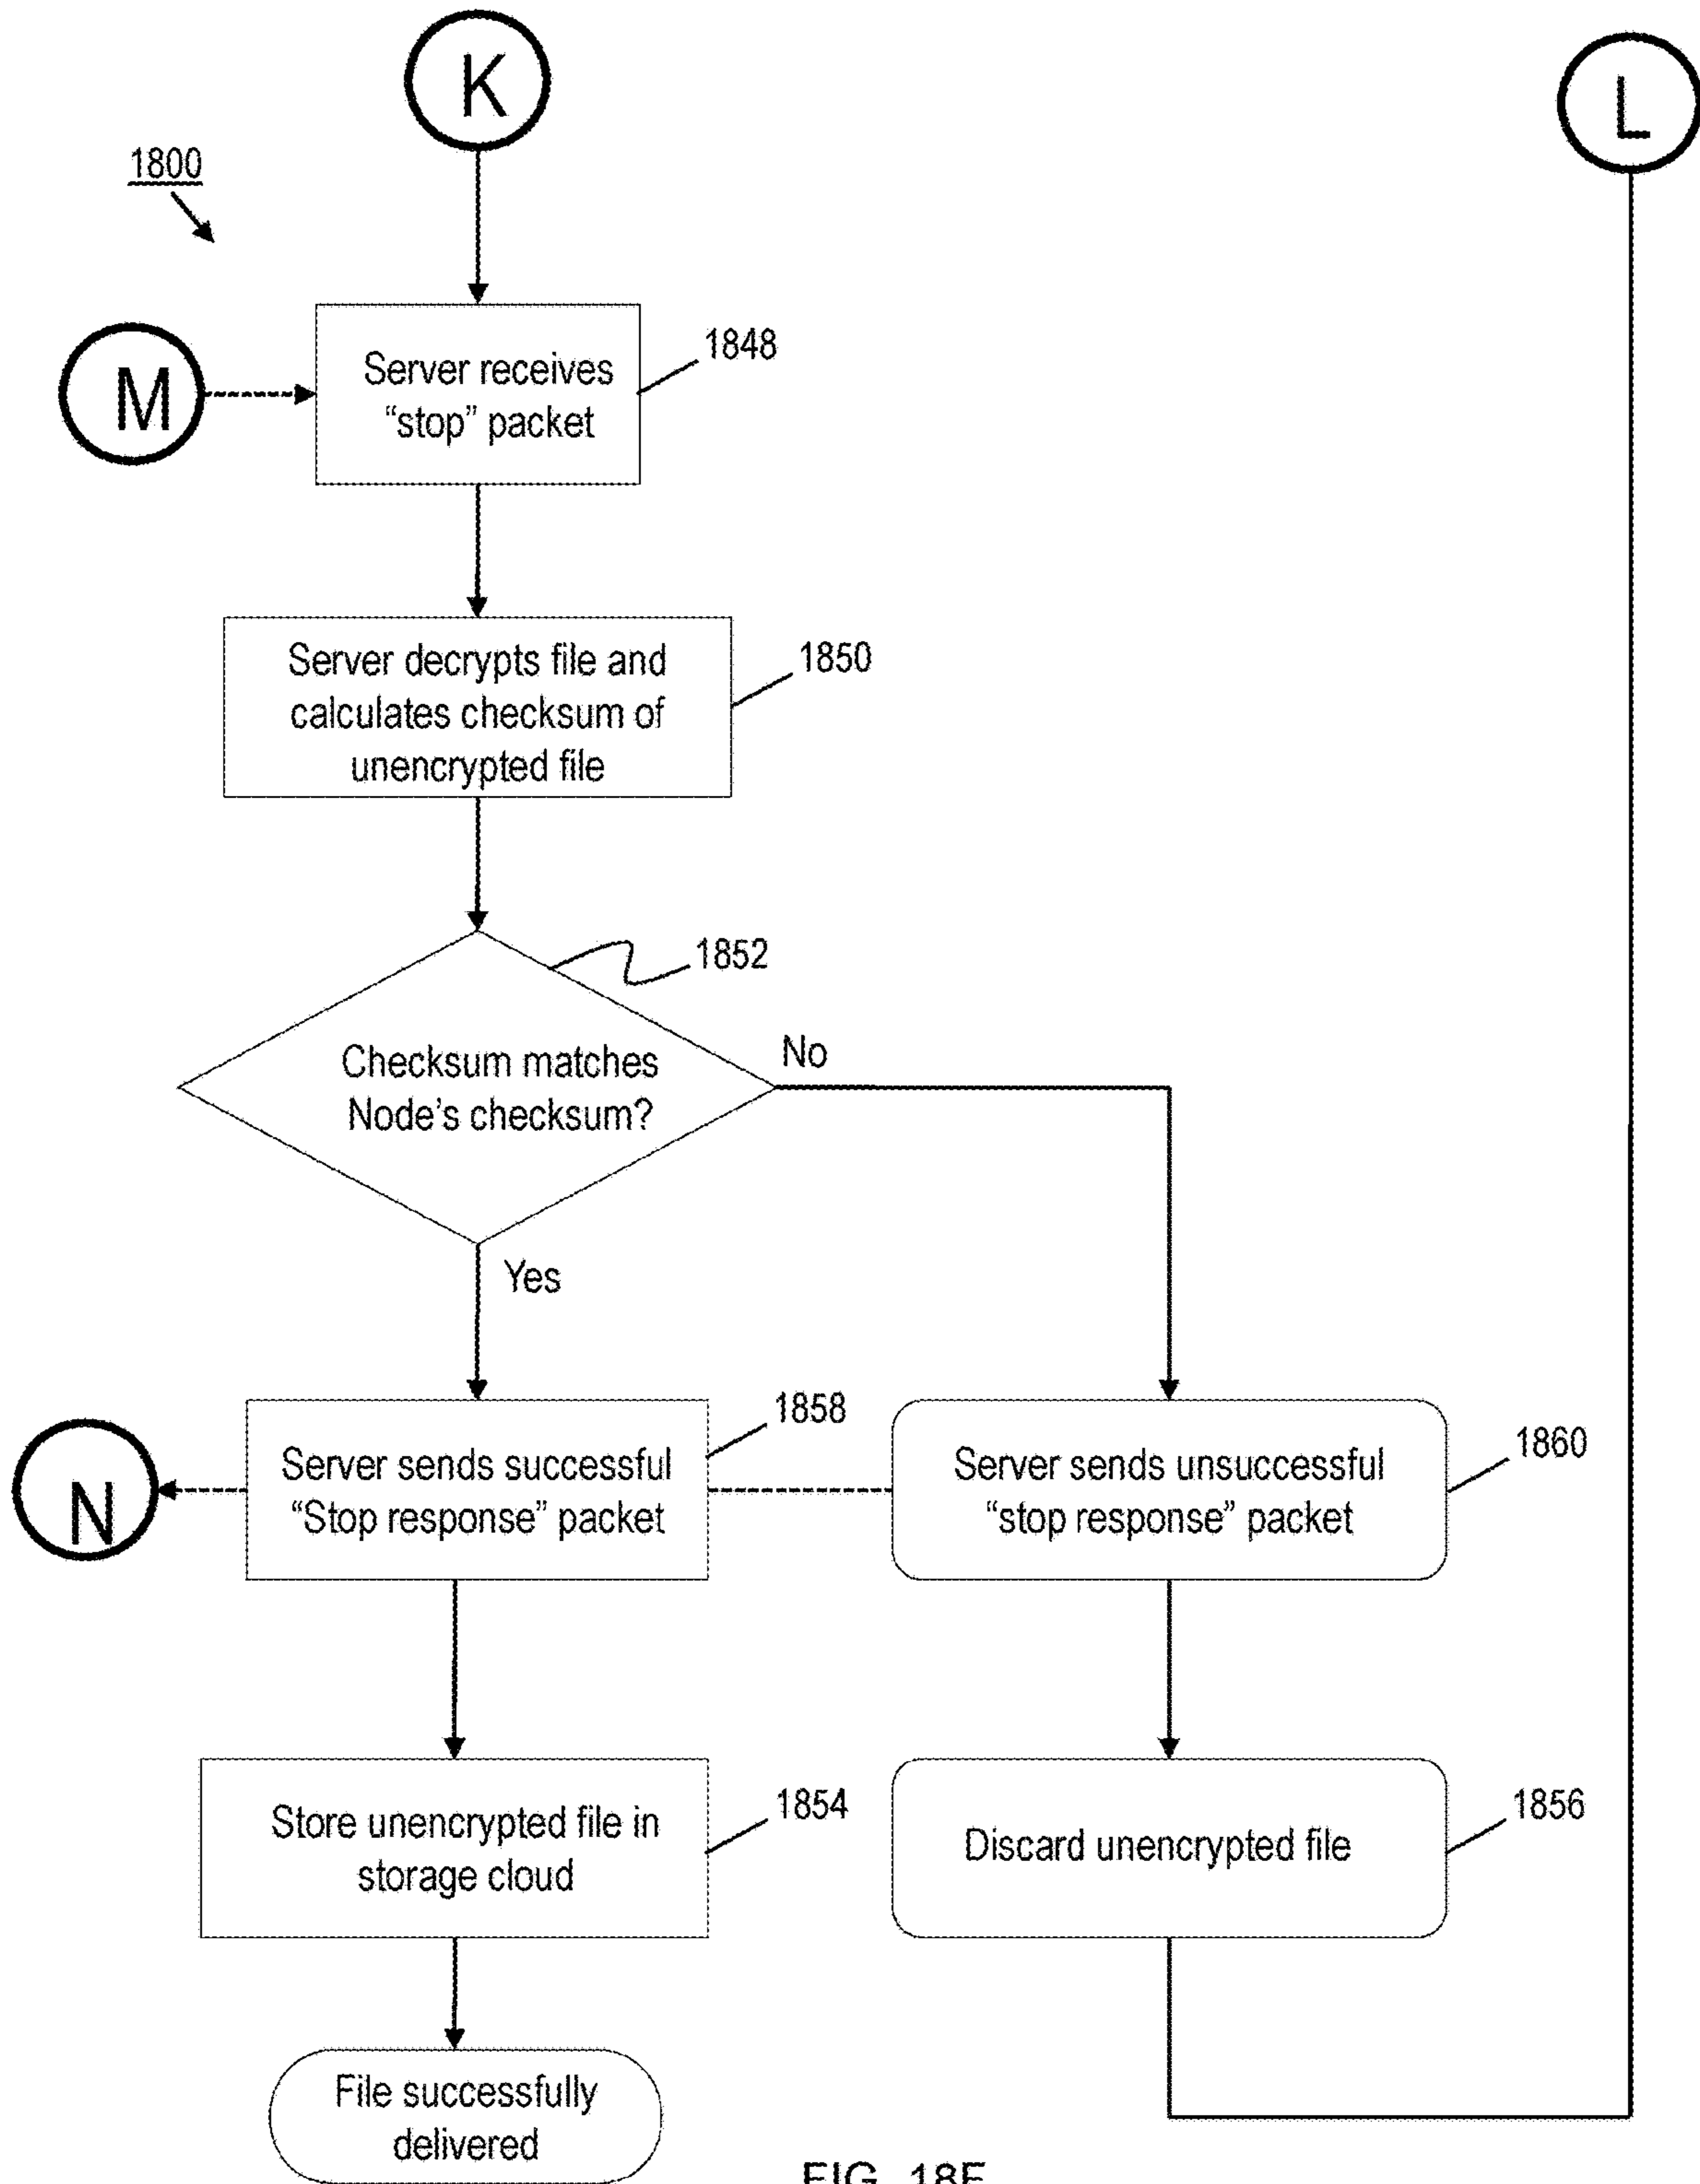 K
L
1800
M
Server receives
“stop” packet
1848
Server decrypts file and
calculates checksum of
unencrypted file
1850
1852
Checksum matches
Node’s checksum?
No
Yes
N
Server sends successful
“Stop response” packet
1858
Server sends unsuccessful
“stop response” packet
1860
Store unencrypted file in
storage cloud
1854
Discard unencrypted file
1856
File successfully
delivered